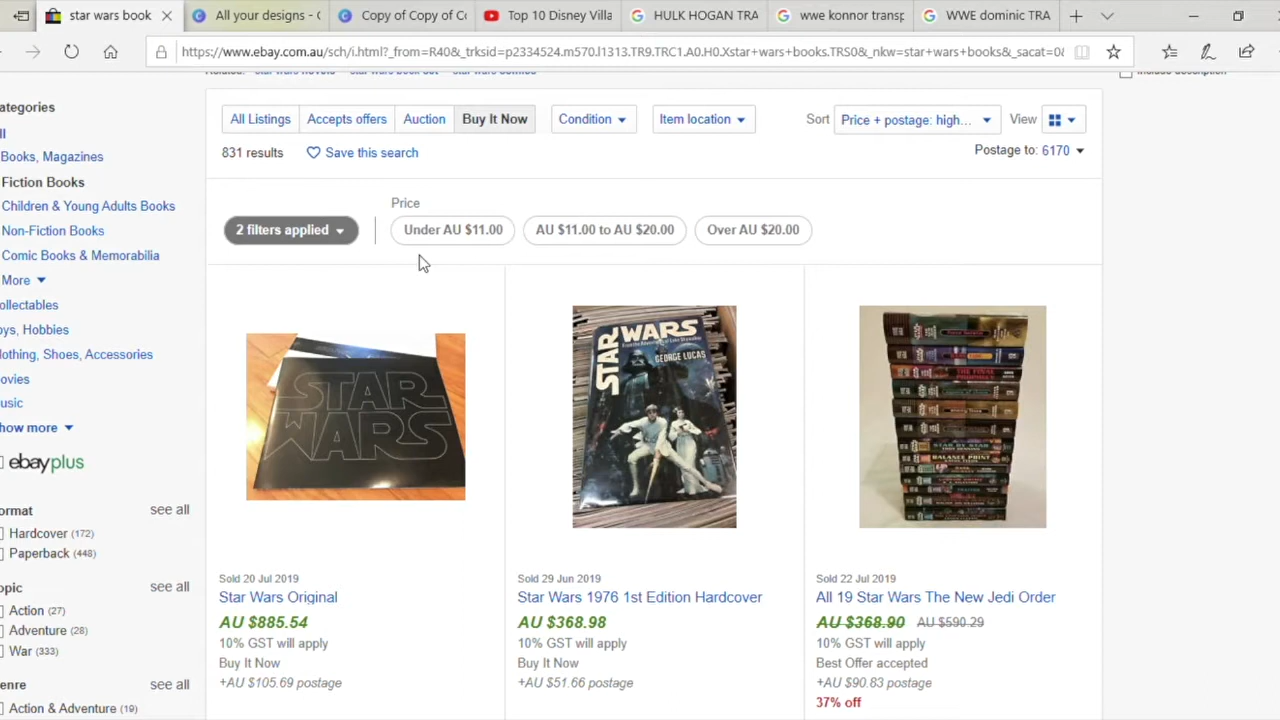 star wars book
All your designs - C
Copy of Copy of Co
Top 10 Disney Villa
HULK HOGAN TRA
wwe konnor transp
WWE dominic TRA
https://www.ebay.com.au/sch/i.html?_from=R40&_trksid=p2334524.m570.l1313.TR9.TRC1.A0.H0.Xstar+wars+books.TRS0&_nkw=star+wars+books&_sacat=0&
ategories
ll
Books, Magazines
Fiction Books
Children & Young Adults Books
Non-Fiction Books
Comic Books & Memorabilia
More
ollectables
oys, Hobbies
lothing, Shoes, Accessories
ovies
usic
how more
ebayplus
ormat
see all
Hardcover (172)
Paperback (448)
opic
see all
Action (27)
Adventure (28)
War (333)
enre
see all
Action & Adventure (19)
All Listings
Accepts offers
Auction
Buy It Now
Condition
Item location
Sort
Price + postage: high...
View
831 results
Save this search
Postage to: 6170
Price
2 filters applied
Under AU $11.00
AU $11.00 to AU $20.00
Over AU $20.00
STAR
WARS
Sold 20 Jul 2019
Star Wars Original
AU $885.54
10% GST will apply
Buy It Now
+AU $105.69 postage
STAR WARS
GEORGE LUCAS
Sold 29 Jun 2019
Star Wars 1976 1st Edition Hardcover
AU $368.98
10% GST will apply
Buy It Now
+AU $51.66 postage
STAR BY STAR
BALANCE POINT
Sold 22 Jul 2019
All 19 Star Wars The New Jedi Order
AU $368.90 AU $590.29
10% GST will apply
Best Offer accepted
+AU $90.83 postage
37% off